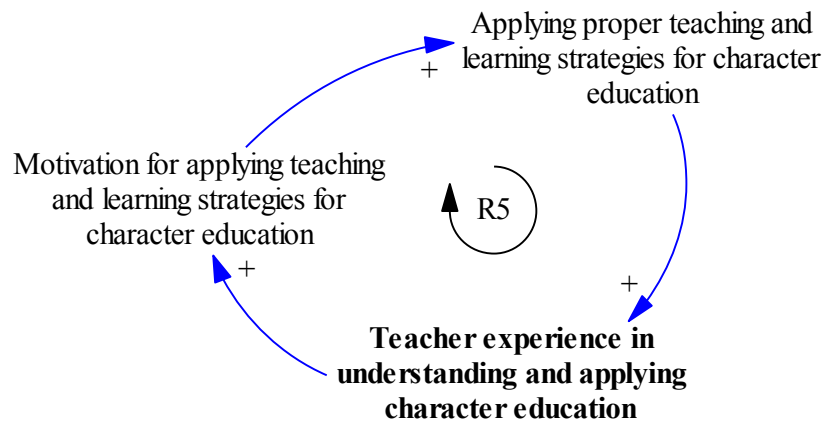 Applying proper teaching and
learning strategies for character
education
+
Motivation for applying teaching
and learning strategies for
character education
+
R5
+
Teacher experience in
understanding and applying
character education